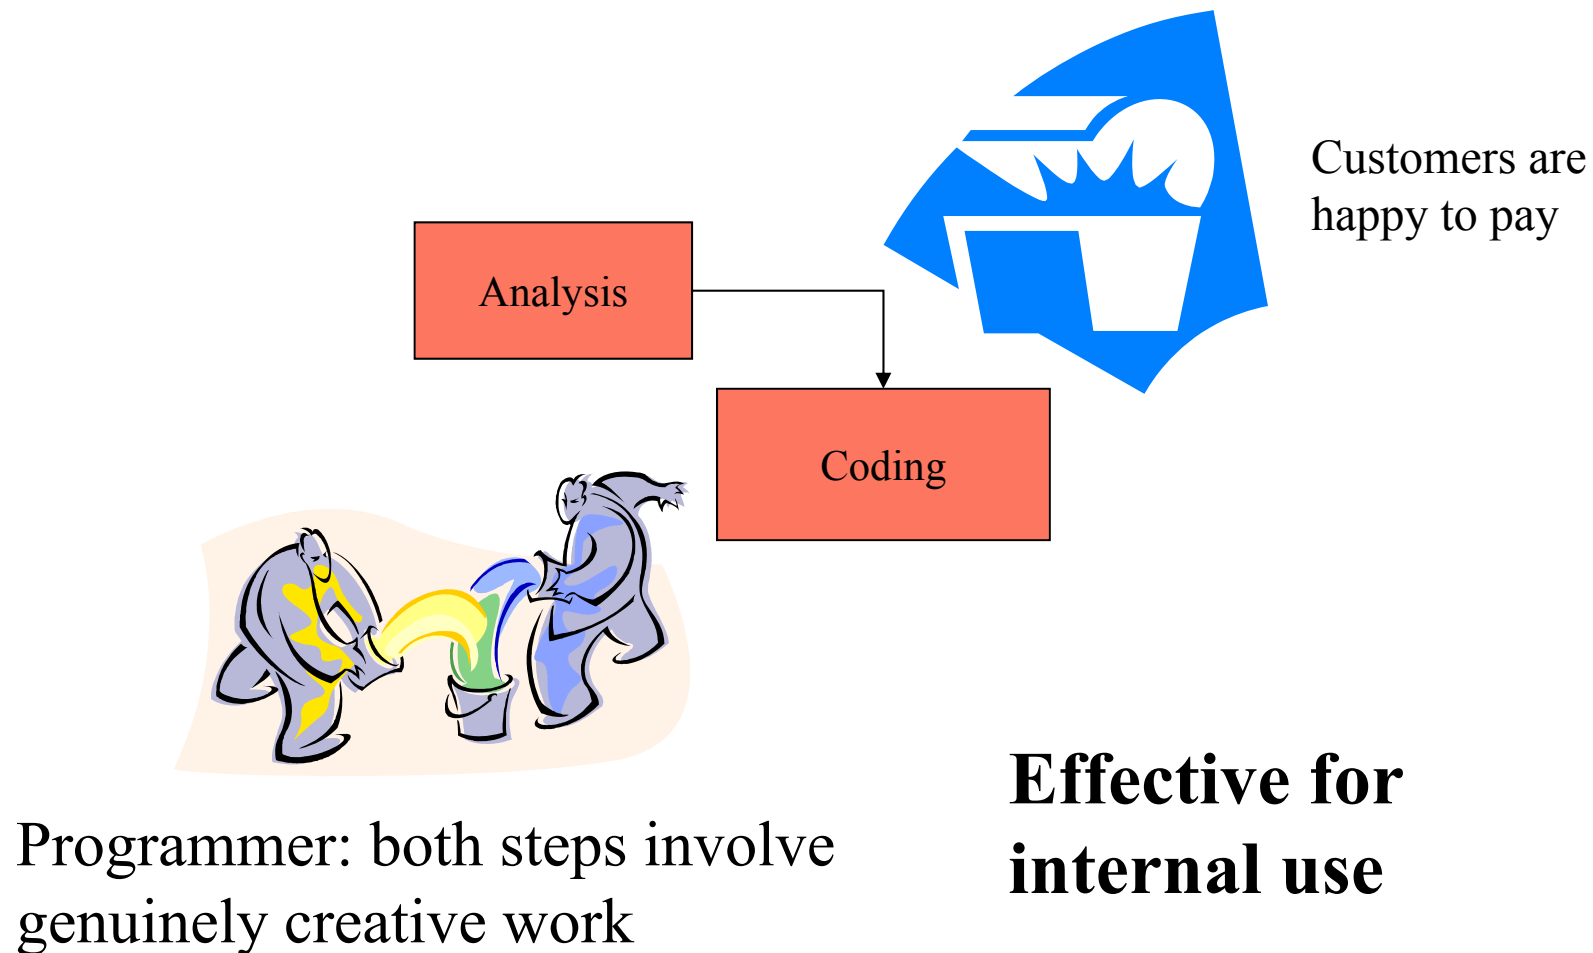 Customers are
happy to pay
Analysis
Coding
Effective for
internal use
Programmer: both steps involve
genuinely creative work